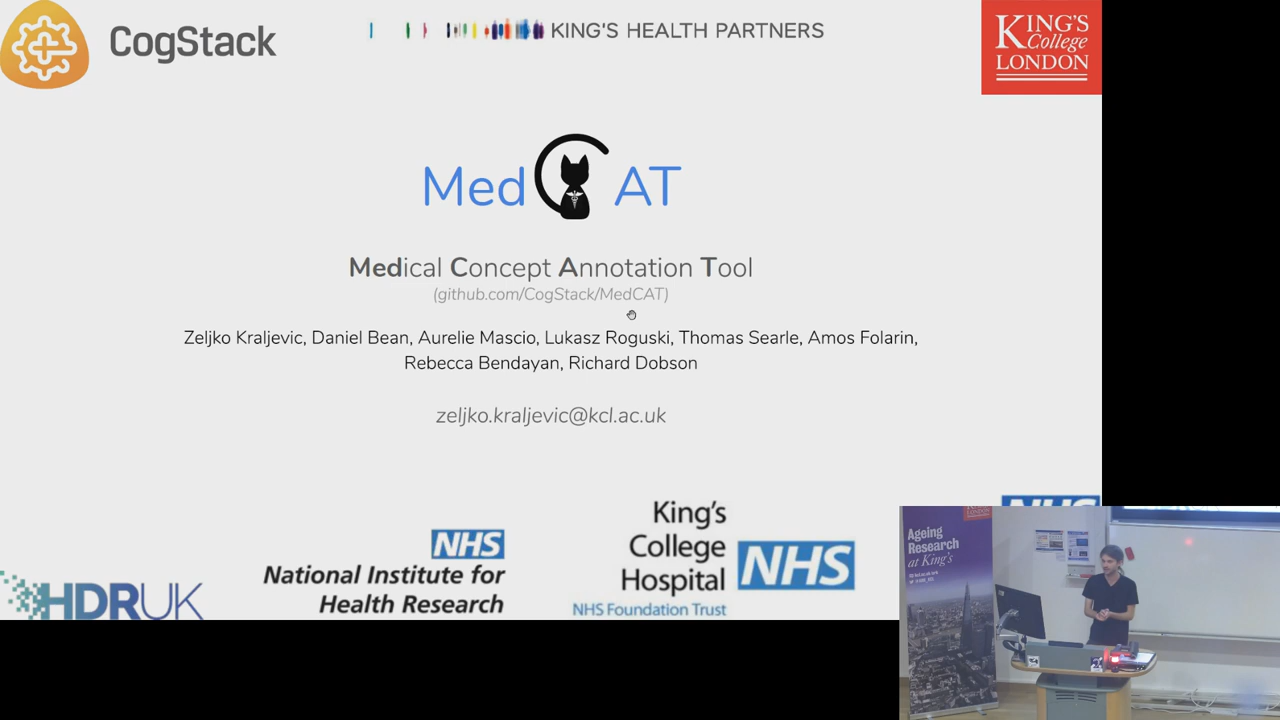 CogStack
KING'S HEALTH PARTNERS
KING'S
College
LONDON
Med AT
Medical Concept Annotation Tool
(github.com/CogStack/MedCAT)
Zeljko Kraljevic, Daniel Bean, Aurelie Mascio, Lukasz Roguski, Thomas Searle, Amos Folarin,
Rebecca Bendayan, Richard Dobson
zeljko.kraljevic@kcl.ac.uk
HDRUK
NHS
National Institute for
Health Research
King's
College
Hospital
NHS
NHS Foundation Trust
NHS
LONDON
Ageing
Research
at King's